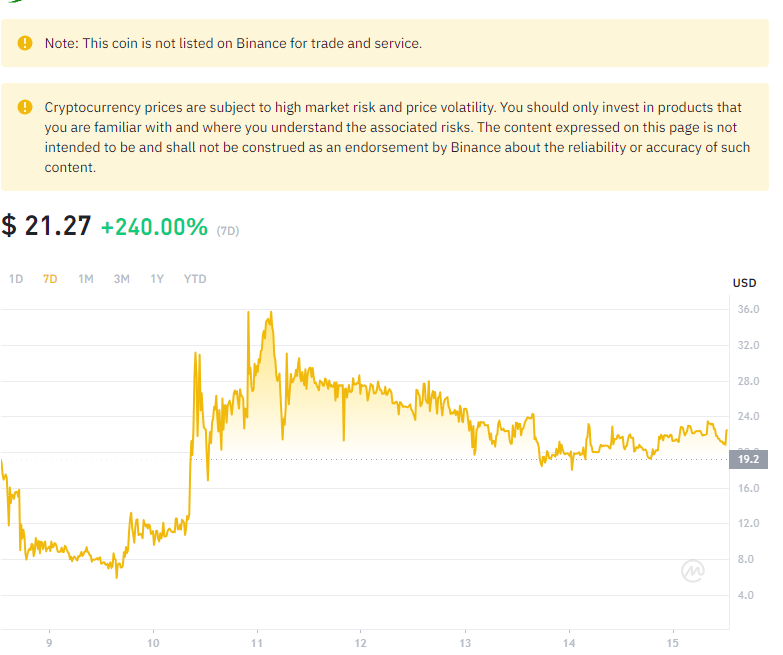 Note: This coin is not listed on Binance for trade and service.
Cryptocurrency prices are subject to high market risk and price volatility. You should only invest in products that
you are familiar with and where you understand the associated risks. The content expressed on this page is not
intended to be and shall not be construed as an endorsement by Binance about the reliability or accuracy of such
content.
$ 21.27 +240.00% (7D)
1D 7D 1M 3M 1Y YTD
USD
36.0
32.0
28.0
24.0
19.2
16.0
12.0
8.0
4.0
9 10 11 12 13 14 15